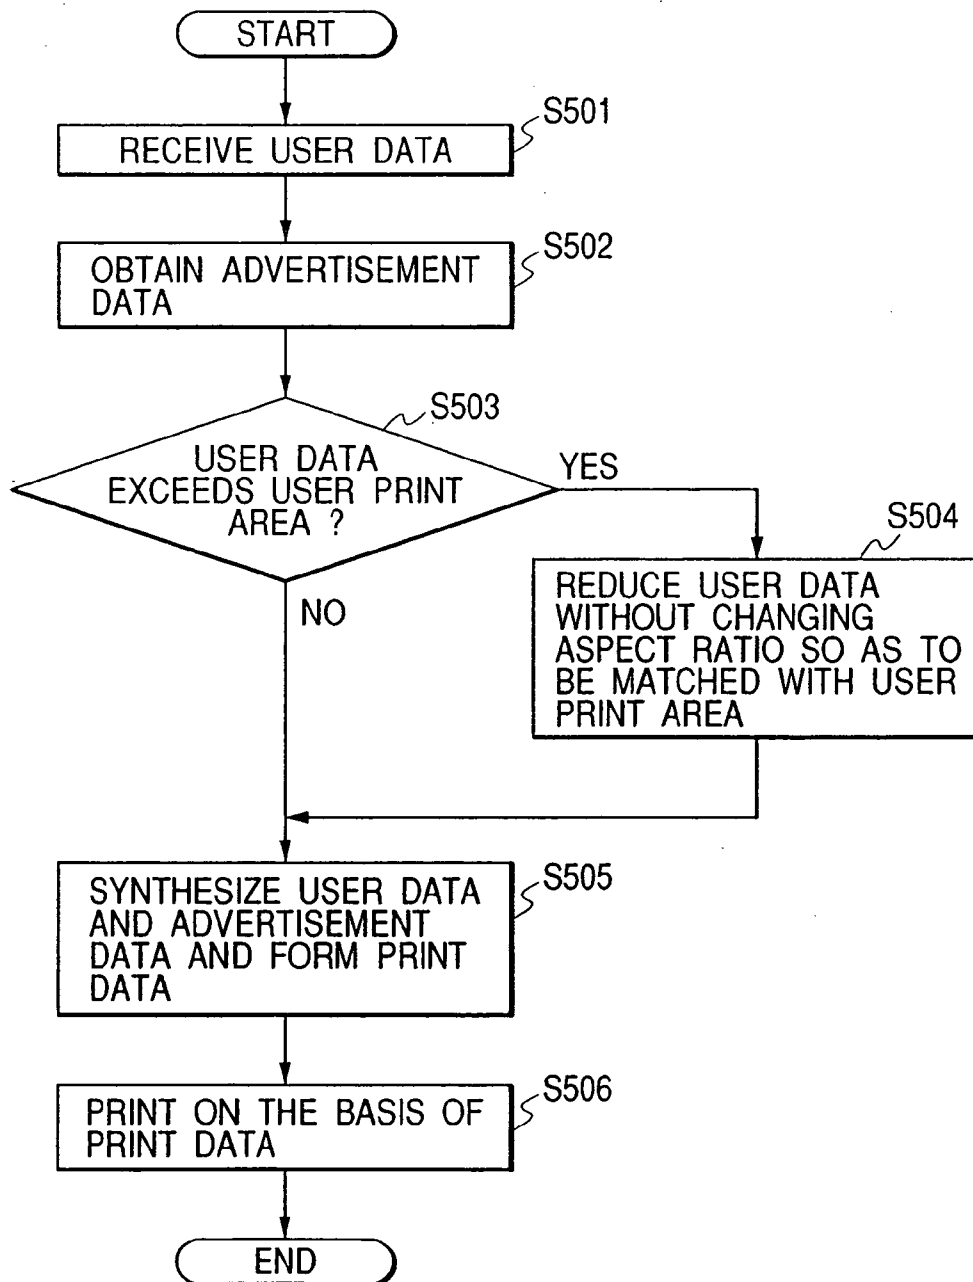 START
S501
RECEIVE USER DATA
S502
OBTAIN ADVERTISEMENT
DATA
S503
USER DATA
EXCEEDS USER PRINT
AREA ?
YES
NO
S504
REDUCE USER DATA
WITHOUT CHANGING
ASPECT RATIO SO AS TO
BE MATCHED WITH USER
PRINT AREA
S505
SYNTHESIZE USER DATA
AND ADVERTISEMENT
DATA AND FORM PRINT
DATA
S506
PRINT ON THE BASIS OF
PRINT DATA
END